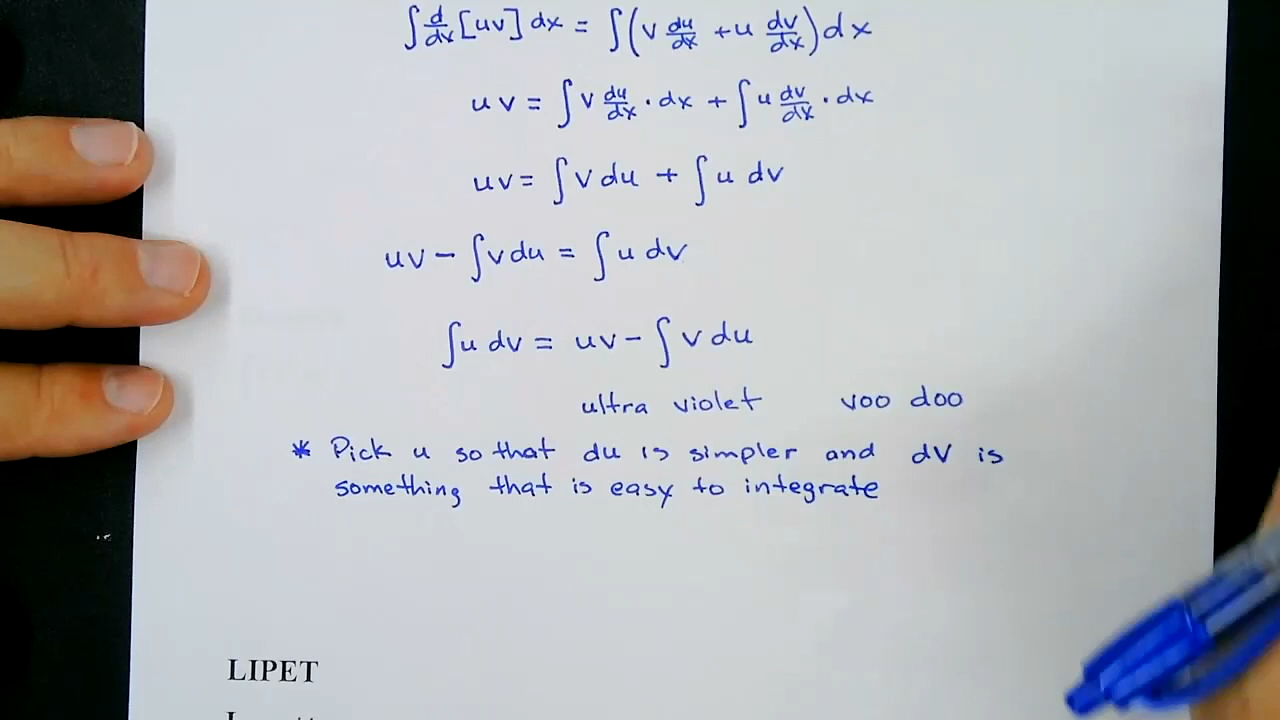 ∫ d/dx [uv] dx = ∫ (v du/dx + u dv/dx) dx
uv = ∫ v du/dx · dx + ∫ u dv/dx · dx
uv = ∫ v du + ∫ u dv
uv − ∫ v du = ∫ u dv
∫ u dv = uv − ∫ v du
ultra violet voo doo
* Pick u so that du is simpler and dv is
something that is easy to integrate
LIPET